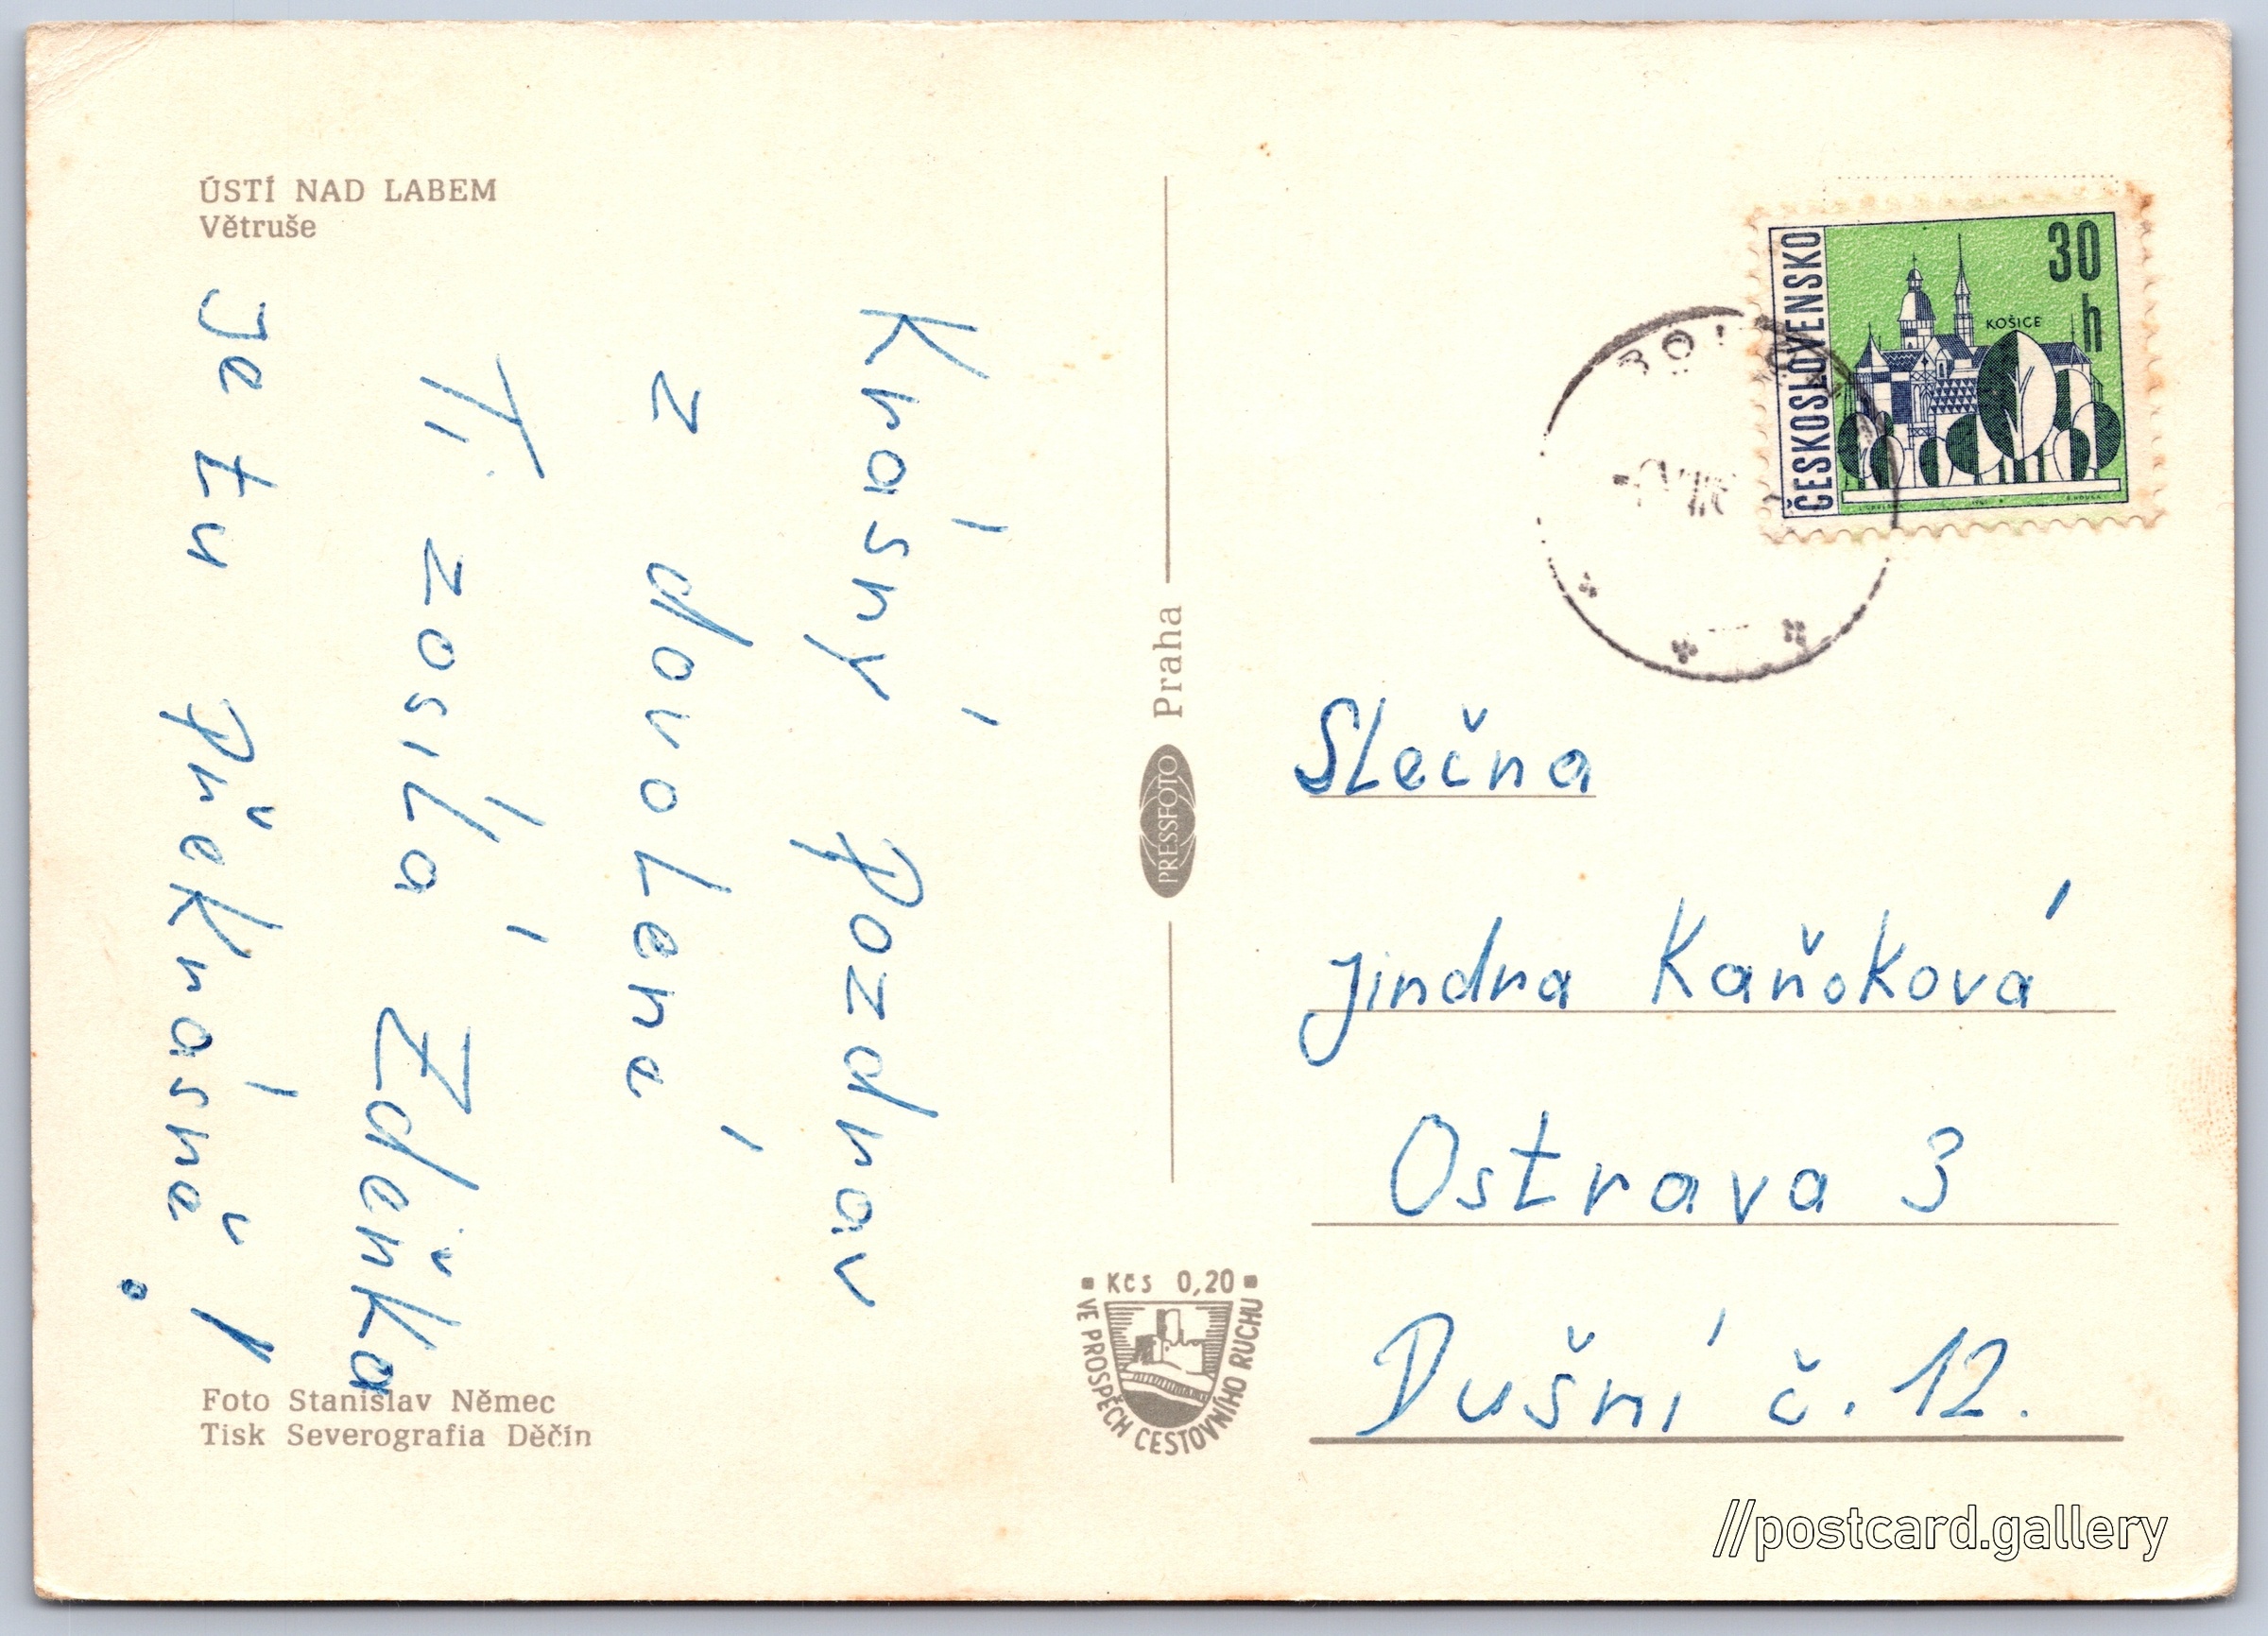 ÚSTÍ NAD LABEM
Větruše
Krásný Pozdrav
z dovolené
Ti zosílá Zdeňka
Je tu Překrásně!
Foto Stanislav Němec
Tisk Severografia Děčín
PRESSFOTO Praha
Kčs 0,20
VE PROSPĚCH CESTOVNÍHO RUCHU
ČESKOSLOVENSKO
30
h
KOŠICE
Slečna
Jindra Kaňoková
Ostrava 3
Dušní č. 12.
//postcard.gallery